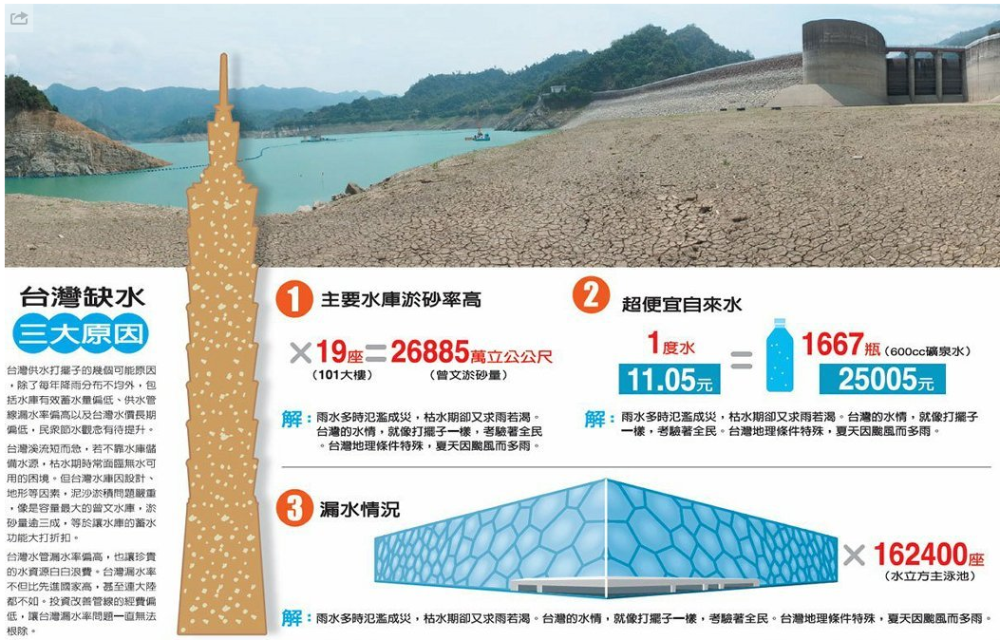 台灣缺水
三大原因
台灣供水打擺子的幾個可能原因
，除了每年降雨分布不均外，包
括水庫有效蓄水量偏低、供水管
線漏水率偏高以及台灣水價長期
偏低，民眾節水觀念有待提升。
台灣溪流短而急，若不靠水庫儲
備水源，枯水期時常面臨無水可
用的困境。但台灣水庫因設計、
地形等因素，泥沙淤積問題嚴重
，像是容量最大的曾文水庫，淤
砂量逾三成，等於讓水庫的蓄水
功能大打折扣。
台灣水管漏水率偏高，也讓珍貴
的水資源白白浪費。台灣漏水率
不但比先進國家高，甚至連大陸
都不如。投資改善管線的經費偏
低，讓台灣漏水率問題一直無法
根除。
1 主要水庫淤砂率高
×19座=26885萬立公公尺
（101大樓） （曾文淤砂量）
解：雨水多時氾濫成災，枯水期卻又求雨若渴。
台灣的水情，就像打擺子一樣，考驗著全民
。台灣地理條件特殊，夏天因颱風而多雨。
2 超便宜自來水
1度水 = 1667瓶（600cc礦泉水）
11.05元 25005元
解：雨水多時氾濫成災，枯水期卻又求雨若渴。台灣的水情，就像打擺子
一樣，考驗著全民。台灣地理條件特殊，夏天因颱風而多雨。
3 漏水情況
×162400座
（水立方主泳池）
解：雨水多時氾濫成災，枯水期卻又求雨若渴。台灣的水情，就像打擺子一樣，考驗著全民。台灣地理條件特殊，夏天因颱風而多雨。